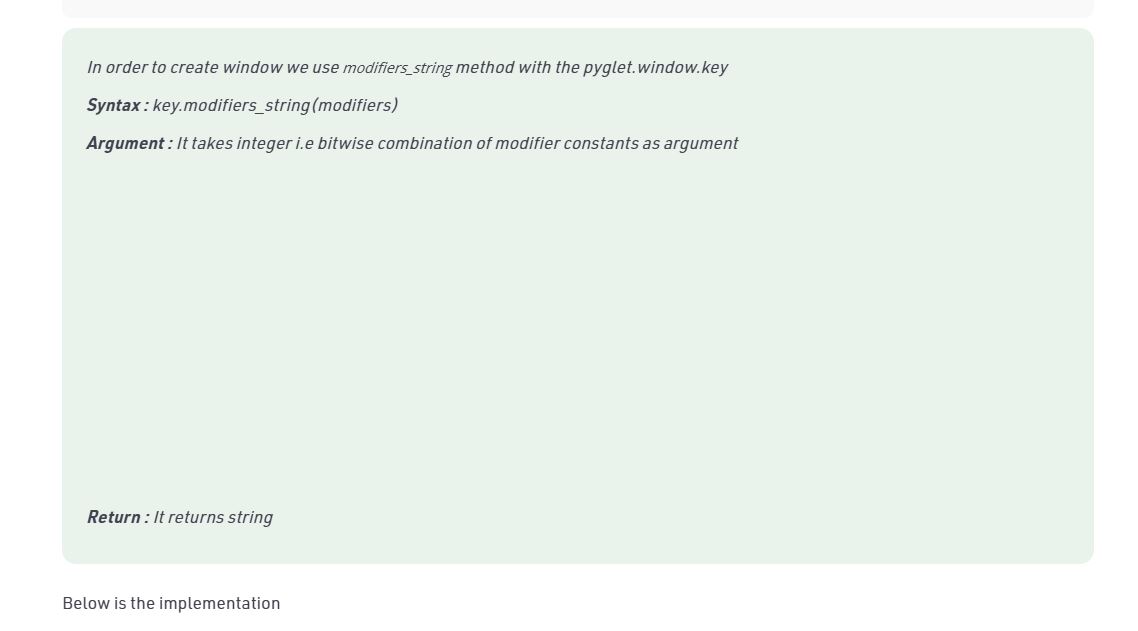 In order to create window we use modifiers_string method with the pyglet.window.key
Syntax : key.modifiers_string(modifiers)
Argument : It takes integer i.e bitwise combination of modifier constants as argument
Return : It returns string
Below is the implementation